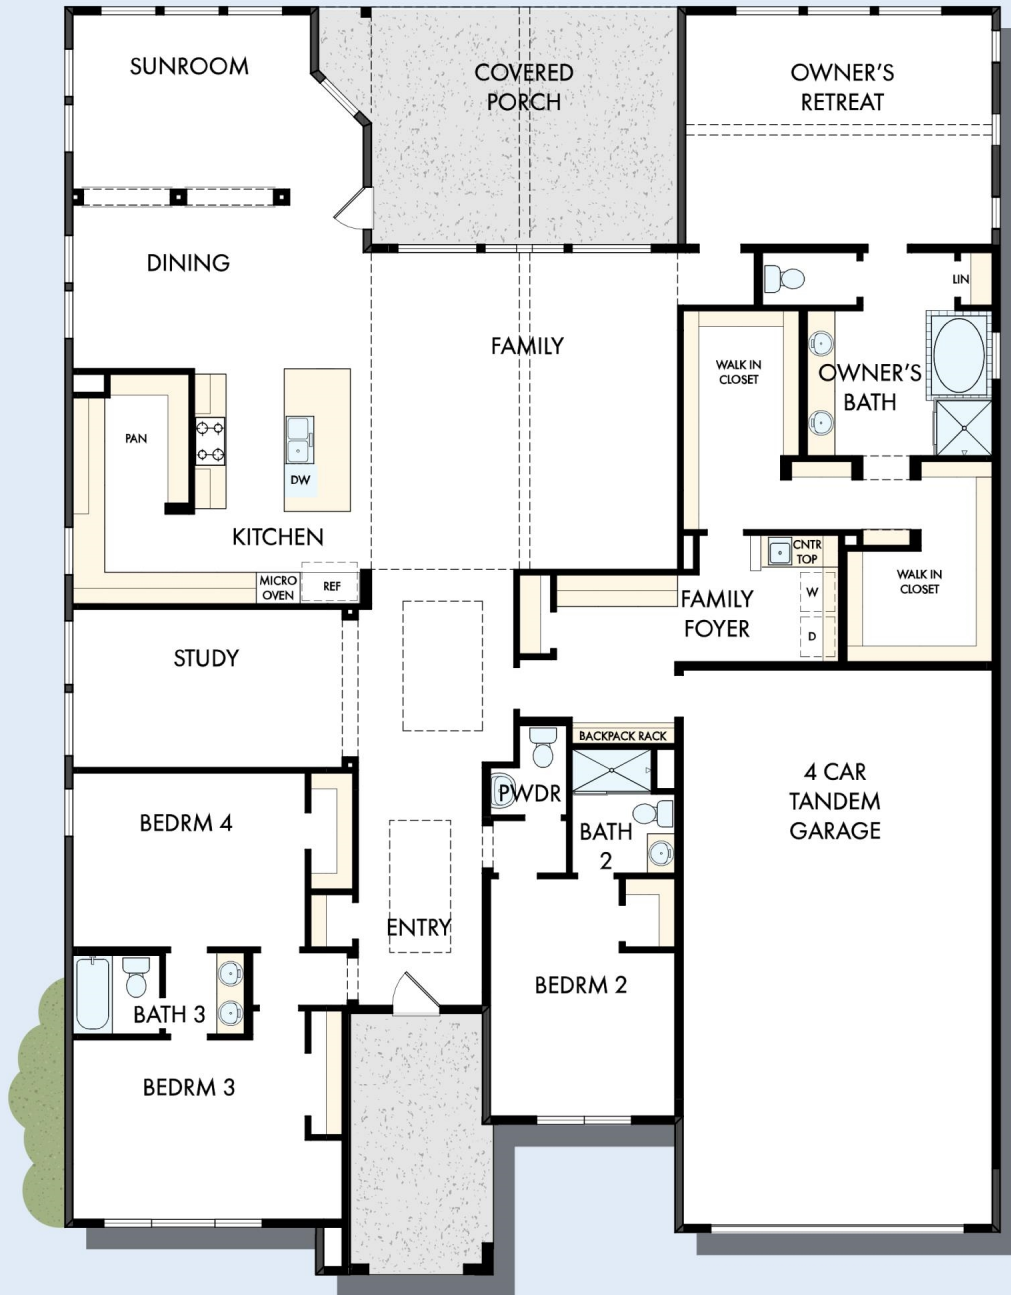 SUNROOM
COVERED
PORCH
OWNER'S
RETREAT
DINING
LIN
FAMILY
WALK IN
CLOSET
OWNER'S
BATH
PAN
DW
KITCHEN
CNTR
TOP
MICRO
OVEN
REF
WALK IN
CLOSET
W
FAMILY
FOYER
D
STUDY
BACKPACK RACK
4 CAR
TANDEM
GARAGE
PWDR
BEDRM 4
BATH
2
ENTRY
BEDRM 2
BATH 3
BEDRM 3